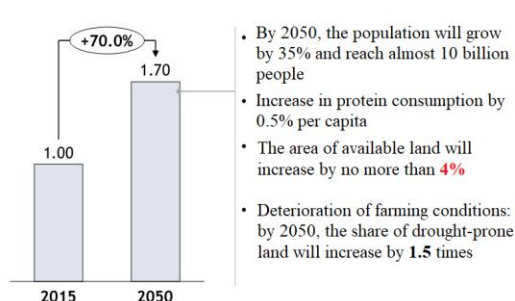 +70.0%
1.70
1.00
2015
2050
• By 2050, the population will grow
by 35% and reach almost 10 billion
people
• Increase in protein consumption by
0.5% per capita
• The area of available land will
increase by no more than 4%
• Deterioration of farming conditions:
by 2050, the share of drought-prone
land will increase by 1.5 times